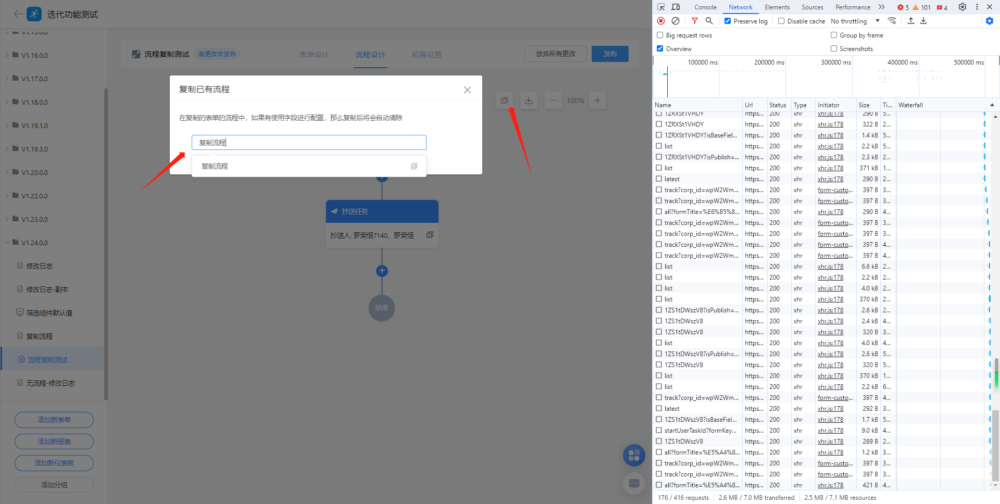 迭代功能测试
V1.15.0.0
V1.16.0.0
V1.17.0.0
V1.18.0.0
V1.19.1.0
V1.19.3.0
V1.20.0.0
V1.22.0.0
V1.23.0.0
V1.24.0.0
修改日志
修改日志-副本
筛选组件默认值
复制流程
流程复制测试
无流程-修改日志
添加新表单
添加新报表
添加新仪表板
添加分组
流程复制测试 有更改未发布 表单设计 流程设计 拓展设置 放弃所有更改 发布
100%
复制已有流程
在复制的表单的流程中，如果有使用字段进行配置，那么复制后将会自动清除
复制流程
复制流程
抄送任务
抄送人: 罗荣恒7140、罗荣恒
结束
Console Network Elements Sources Performance 5 101 4
Preserve log Disable cache No throttling
Big request rows Group by frame
Overview Screenshots
100000 ms 200000 ms 300000 ms 400000 ms 500000 ms
Name Url Status Type Initiator Size Ti... Waterfall
1ZRXSt1VHDY https... 200 xhr xhr.js:178 290 B 5...
1ZRXSt1VHDY https... 200 xhr xhr.js:178 322 B 2...
1ZRXSt1VHDY?isBaseFiel... https... 200 xhr xhr.js:178 1.4 kB 5...
list https... 200 xhr xhr.js:178 2.2 kB 5...
1ZRXSt1VHDY?isPublish=... https... 200 xhr xhr.js:178 2.3 kB 2...
list https... 200 xhr xhr.js:178 371 kB 1...
latest https... 200 xhr xhr.js:178 290 B 2...
track?corp_id=wpW2Wm... https... 200 xhr form-custo... 397 B 3...
track?corp_id=wpW2Wm... https... 200 xhr form-custo... 397 B 3...
all?formTitle=%E6%B5%8... https... 200 xhr xhr.js:178 290 B 4...
track?corp_id=wpW2Wm... https... 200 xhr form-custo... 397 B 3...
track?corp_id=wpW2Wm... https... 200 xhr form-custo... 397 B 3...
track?corp_id=wpW2Wm... https... 200 xhr form-custo... 397 B 4...
track?corp_id=wpW2Wm... https... 200 xhr form-custo... 397 B 4...
list https... 200 xhr xhr.js:178 6.6 kB 2...
list https... 200 xhr xhr.js:178 2.2 kB 2...
list https... 200 xhr xhr.js:178 4.0 kB 2...
list https... 200 xhr xhr.js:178 370 kB 2...
1ZS1tDWszV8?isPublish=... https... 200 xhr xhr.js:178 2.6 kB 2...
1ZS1tDWszV8 https... 200 xhr xhr.js:178 2.4 kB 4...
1ZS1tDWszV8 https... 200 xhr xhr.js:178 320 B 3...
list https... 200 xhr xhr.js:178 4.0 kB 4...
1ZS1tDWszV8?isPublish=... https... 200 xhr xhr.js:178 2.6 kB 5...
1ZS1tDWszV8 https... 200 xhr xhr.js:178 320 B 5...
list https... 200 xhr xhr.js:178 370 kB 1...
list https... 200 xhr xhr.js:178 2.2 kB 6...
track?corp_id=wpW2Wm... https... 200 xhr form-custo... 397 B 4...
latest https... 200 xhr xhr.js:178 292 B 3...
1ZS1tDWszV8?isBaseFiel... https... 200 xhr xhr.js:178 1.7 kB 5...
startUserTaskId?formKey... https... 200 xhr xhr.js:178 9.0 kB 4...
1ZS1tDWszV8 https... 200 xhr xhr.js:178 289 B 2...
all?formTitle=%E5%A4%8... https... 200 xhr xhr.js:178 1.2 kB 3...
track?corp_id=wpW2Wm... https... 200 xhr form-custo... 397 B 3...
track?corp_id=wpW2Wm... https... 200 xhr form-custo... 397 B 4...
all?formTitle=%E5%A4%8... https... 200 xhr xhr.js:178 421 B 4...
176 / 416 requests 2.6 MB / 7.0 MB transferred 2.5 MB / 7.1 MB resources